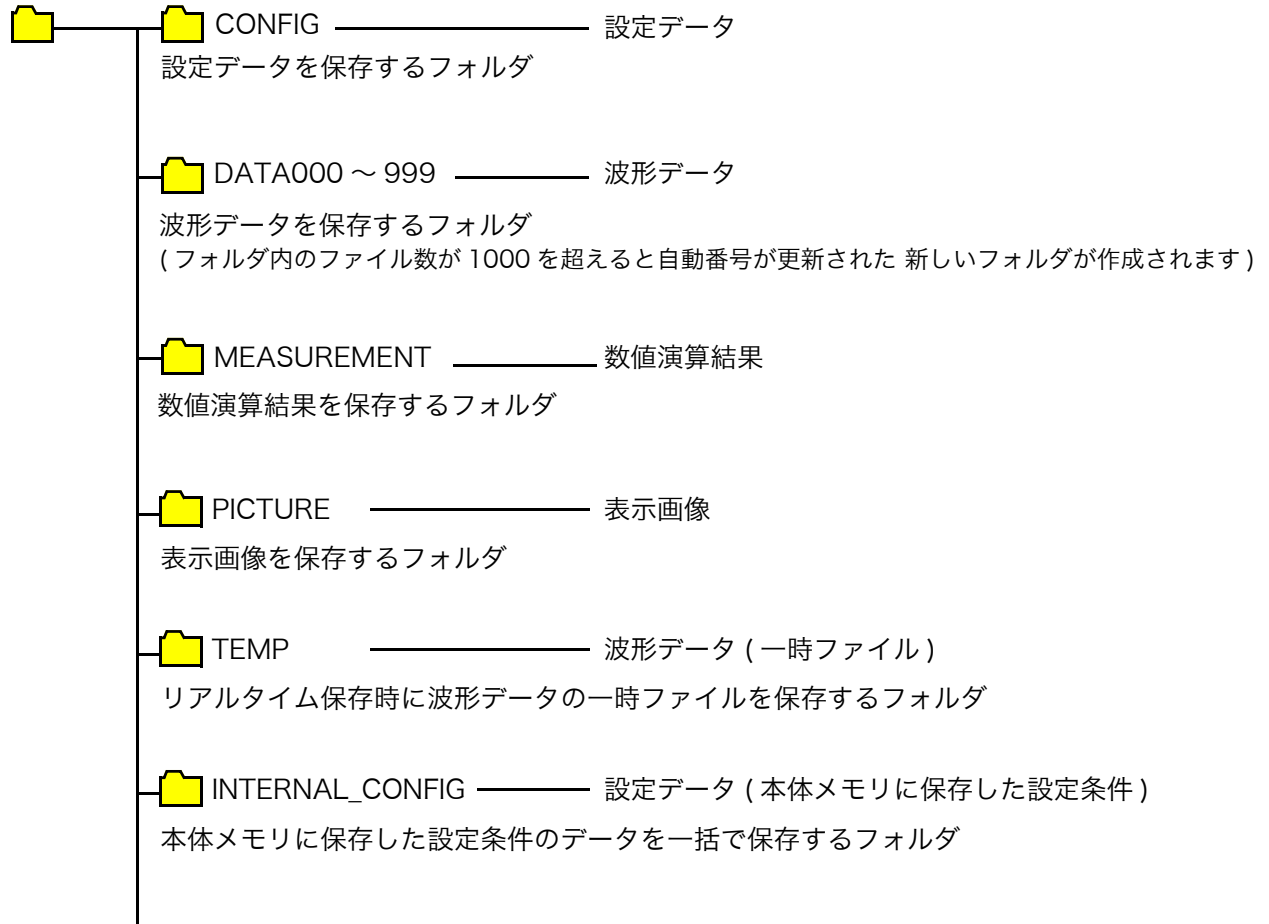 CONFIG 設定データ
設定データを保存するフォルダ
DATA000 ～ 999 波形データ
波形データを保存するフォルダ
( フォルダ内のファイル数が 1000 を超えると自動番号が更新された 新しいフォルダが作成されます )
MEASUREMENT 数値演算結果
数値演算結果を保存するフォルダ
PICTURE 表示画像
表示画像を保存するフォルダ
TEMP 波形データ ( 一時ファイル )
リアルタイム保存時に波形データの一時ファイルを保存するフォルダ
INTERNAL_CONFIG 設定データ ( 本体メモリに保存した設定条件 )
本体メモリに保存した設定条件のデータを一括で保存するフォルダ